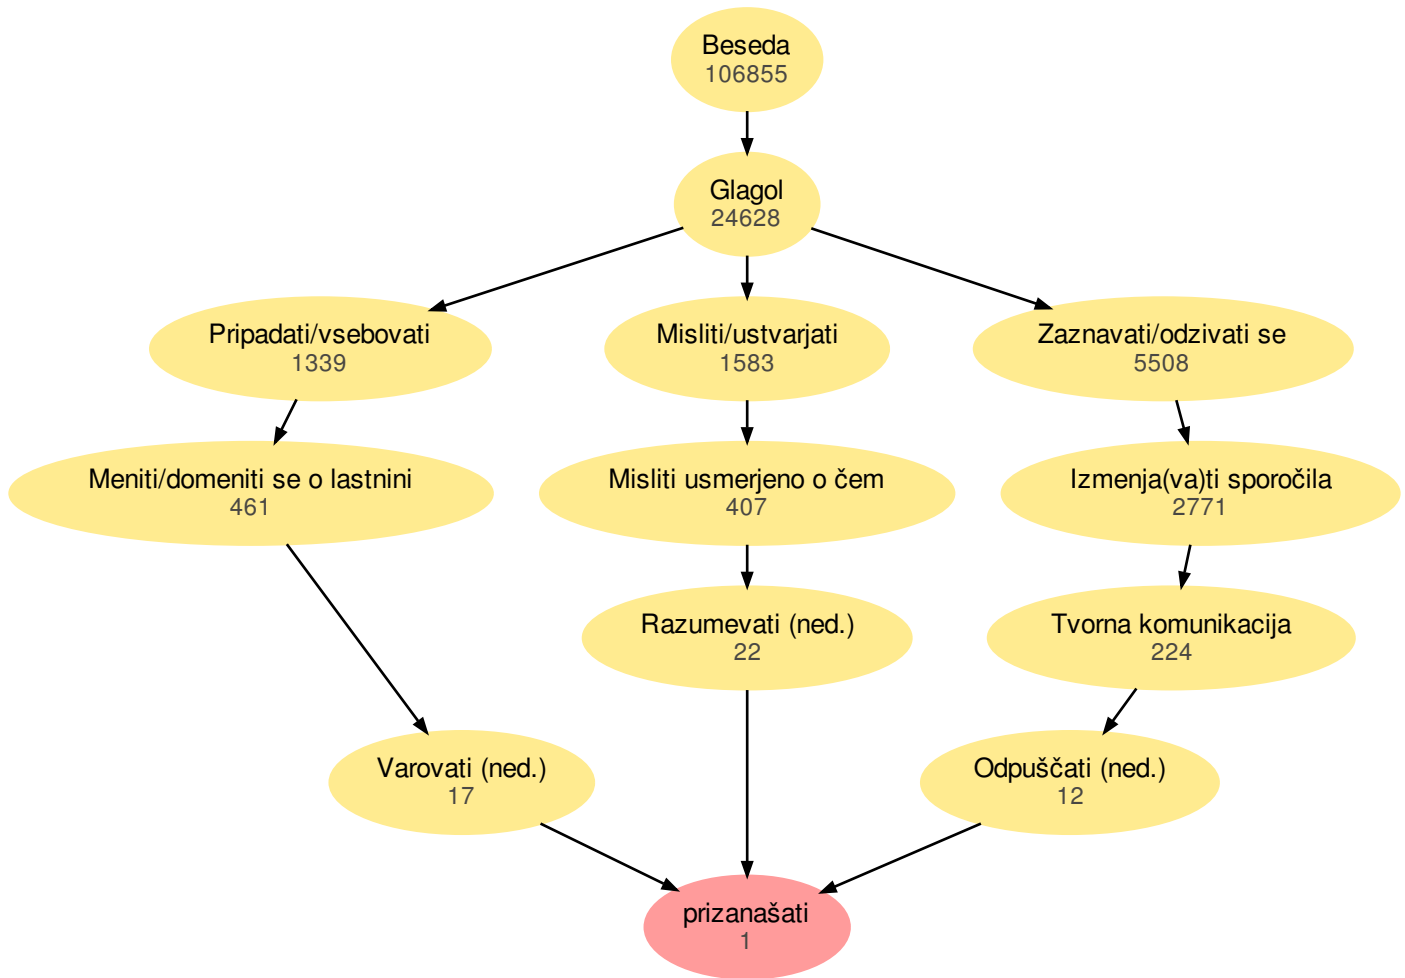 Beseda
106855
Glagol
24628
Pripadati/vsebovati
1339
Misliti/ustvarjati
1583
Zaznavati/odzivati se
5508
Meniti/domeniti se o lastnini
461
Misliti usmerjeno o čem
407
Izmenja(va)ti sporočila
2771
Razumevati (ned.)
22
Tvorna komunikacija
224
Varovati (ned.)
17
Odpuščati (ned.)
12
prizanašati
1